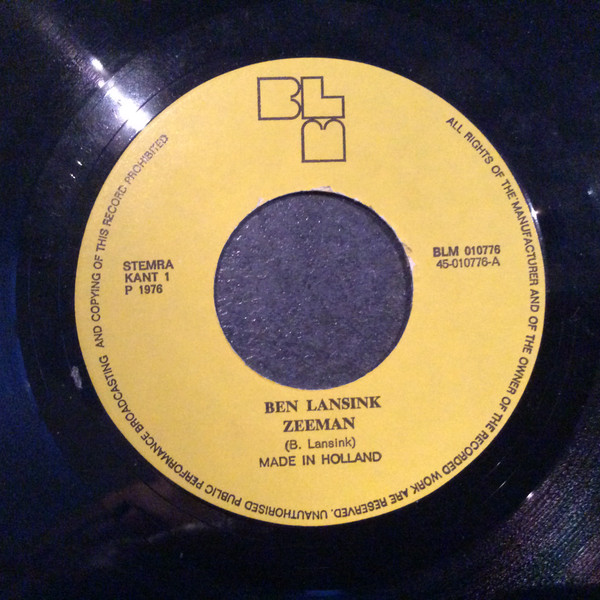 BLM
ALL RIGHTS OF THE MANUFACTURER AND OF THE OWNER OF THE RECORDED WORK ARE RESERVED. UNAUTHORISED PUBLIC PERFORMANCE BROADCASTING AND COPYING OF THIS RECORD PROHIBITED
STEMRA
KANT 1
P 1976
BLM 010776
45-010776-A
BEN LANSINK
ZEEMAN
(B. Lansink)
MADE IN HOLLAND